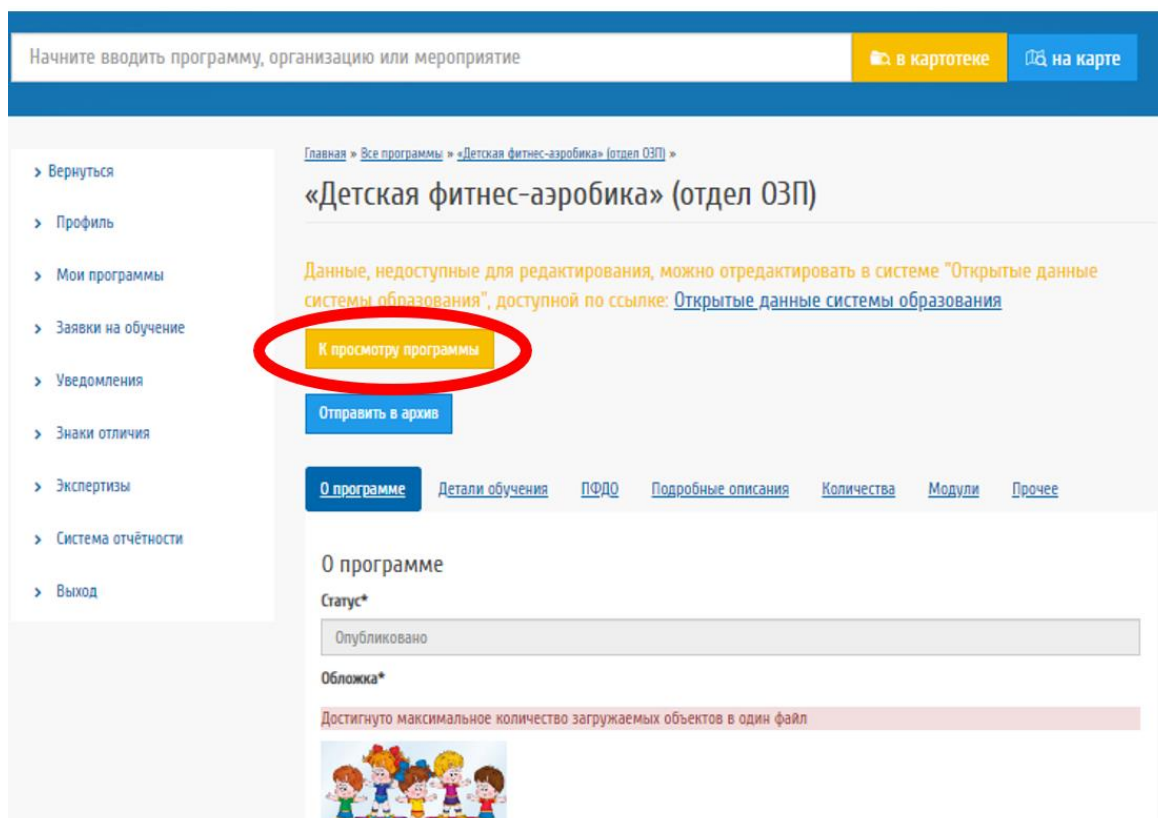 Начните вводить программу, организацию или мероприятие
в картотеке
на карте
Вернуться
Профиль
Мои программы
Заявки на обучение
Уведомления
Знаки отличия
Экспертизы
Система отчётности
Выход
Главная » Все программы » «Детская фитнес-аэробика» (отдел ОЗП) »
«Детская фитнес-аэробика» (отдел ОЗП)
Данные, недоступные для редактирования, можно отредактировать в системе "Открытые данные
системы образования", доступной по ссылке: Открытые данные системы образования
К просмотру программы
Отправить в архив
О программе Детали обучения ПФДО Подробные описания Количества Модули Прочее
О программе
Статус*
Опубликовано
Обложка*
Достигнуто максимальное количество загружаемых объектов в один файл